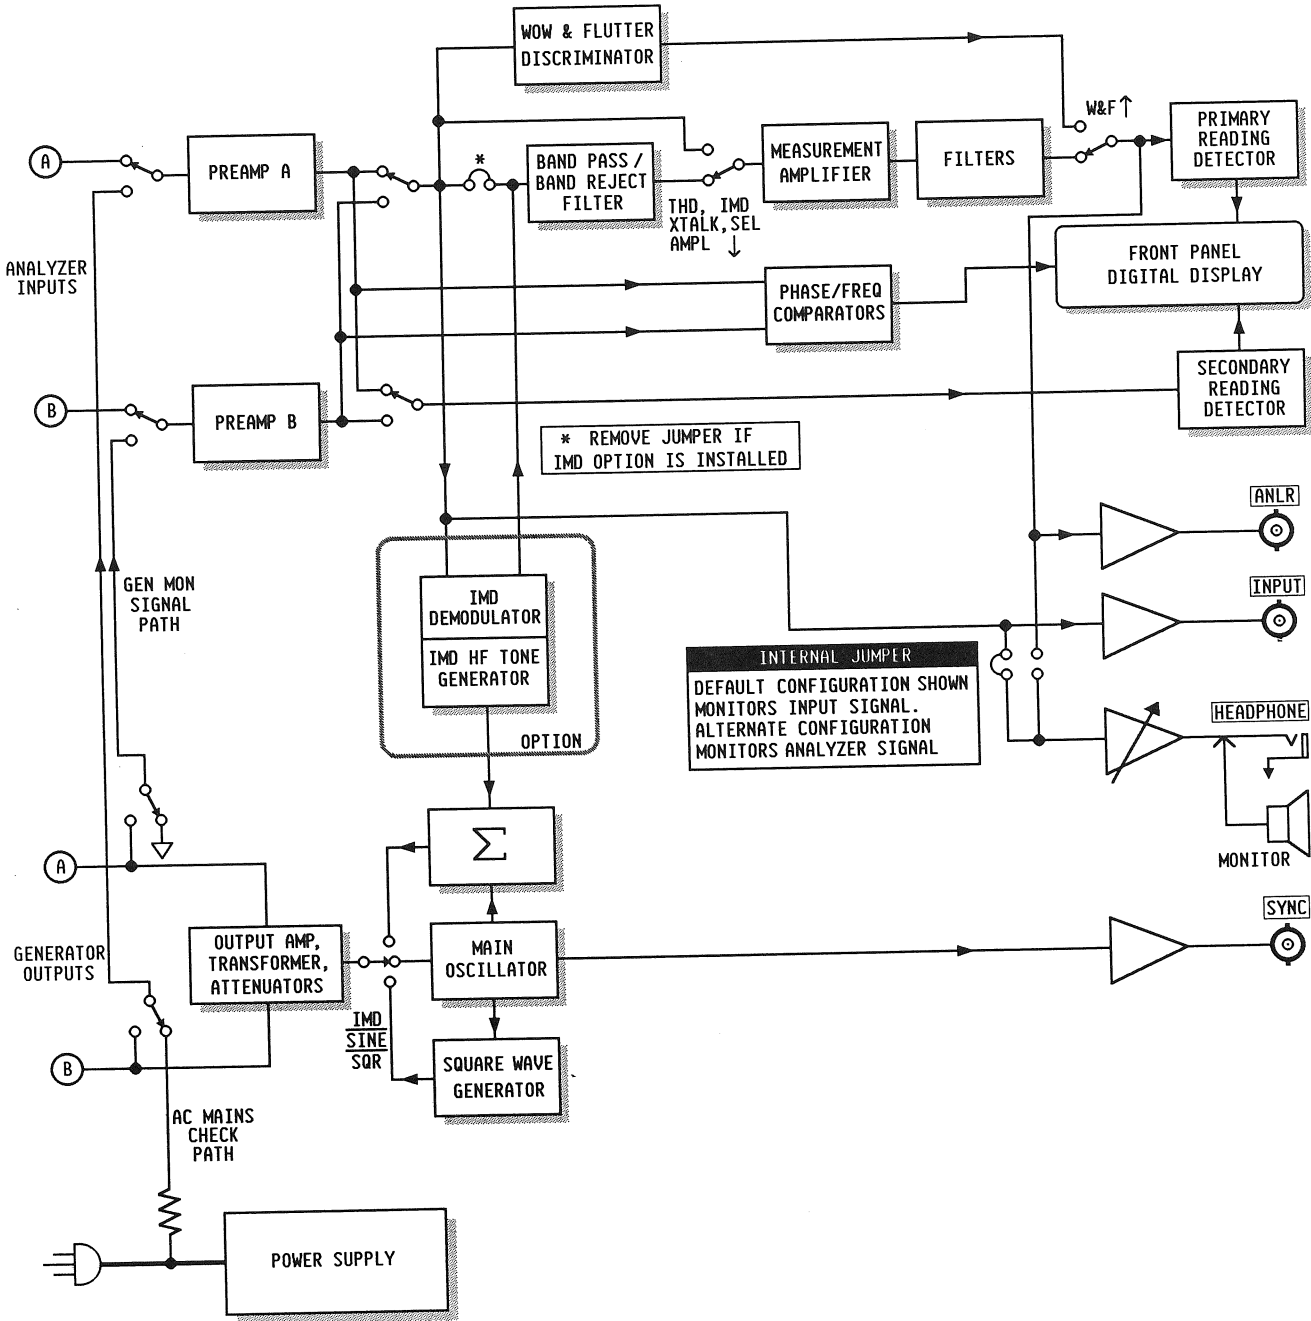 WOW & FLUTTER
DISCRIMINATOR
W&F↑
PRIMARY
READING
DETECTOR
A
PREAMP A
*
BAND PASS /
BAND REJECT
FILTER
MEASUREMENT
AMPLIFIER
FILTERS
THD, IMD
XTALK, SEL
AMPL ↓
ANALYZER
INPUTS
PHASE/FREQ
COMPARATORS
FRONT PANEL
DIGITAL DISPLAY
SECONDARY
READING
DETECTOR
B
PREAMP B
* REMOVE JUMPER IF
IMD OPTION IS INSTALLED
ANLR
GEN MON
SIGNAL
PATH
IMD
DEMODULATOR
IMD HF TONE
GENERATOR
OPTION
INPUT
INTERNAL JUMPER
DEFAULT CONFIGURATION SHOWN
MONITORS INPUT SIGNAL.
ALTERNATE CONFIGURATION
MONITORS ANALYZER SIGNAL
HEADPHONE
MONITOR
A
Σ
GENERATOR
OUTPUTS
OUTPUT AMP,
TRANSFORMER,
ATTENUATORS
MAIN
OSCILLATOR
SYNC
IMD
SINE
SQR
B
SQUARE WAVE
GENERATOR
AC MAINS
CHECK
PATH
POWER SUPPLY